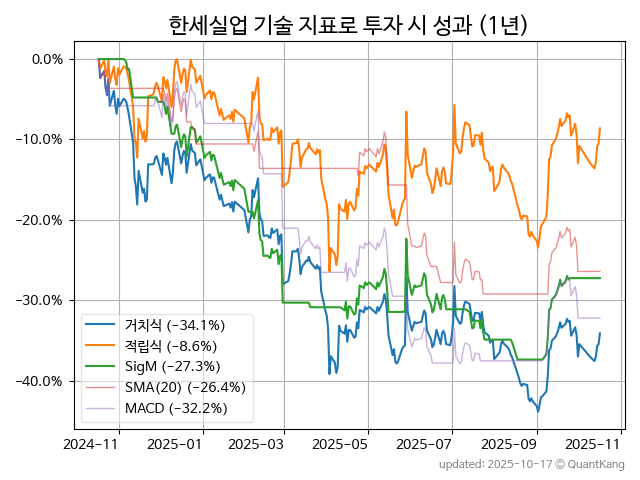 한세실업 기술 지표로 투자 시 성과 (1년)
0.0%
−10.0%
−20.0%
−30.0%
−40.0%
거치식 (−34.1%)
적립식 (−8.6%)
SigM (−27.3%)
SMA(20) (−26.4%)
MACD (−32.2%)
2024-11 2025-01 2025-03 2025-05 2025-07 2025-09 2025-11
updated: 2025-10-17 © QuantKang